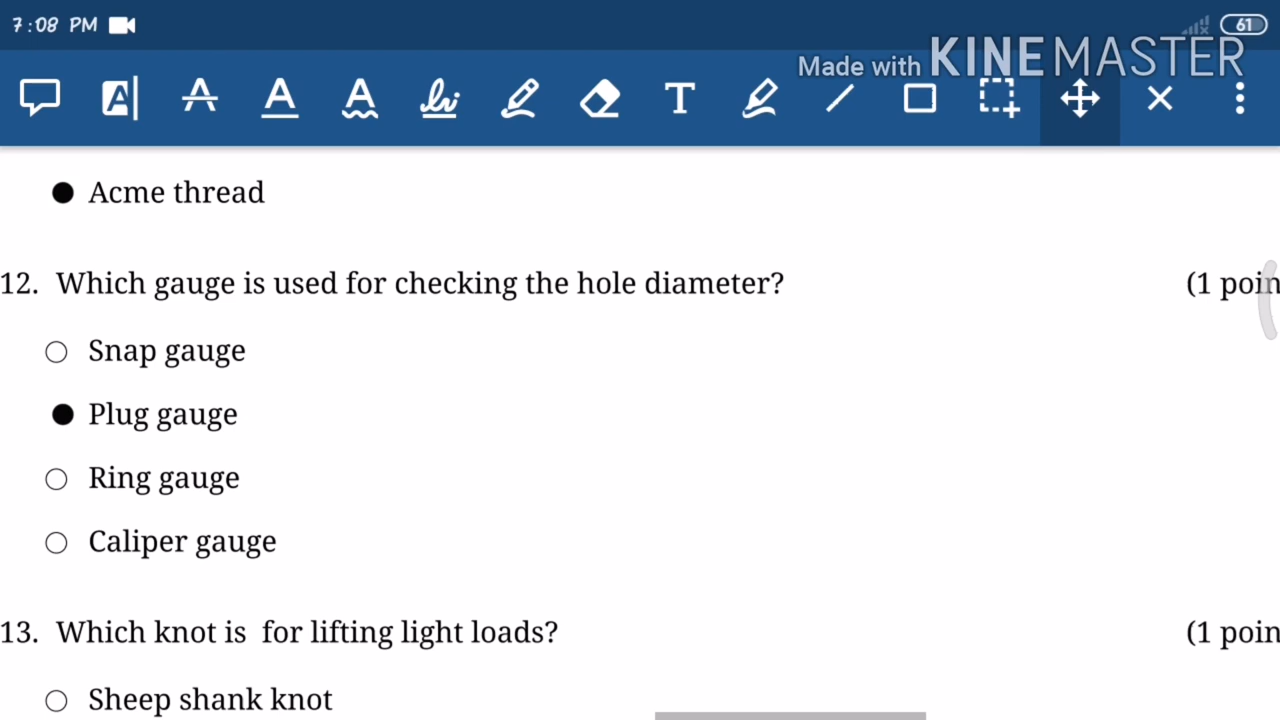 7:08 PM
61
Made with KINEMASTER
Acme thread
12. Which gauge is used for checking the hole diameter? (1 poin
Snap gauge
Plug gauge
Ring gauge
Caliper gauge
13. Which knot is for lifting light loads? (1 poin
Sheep shank knot